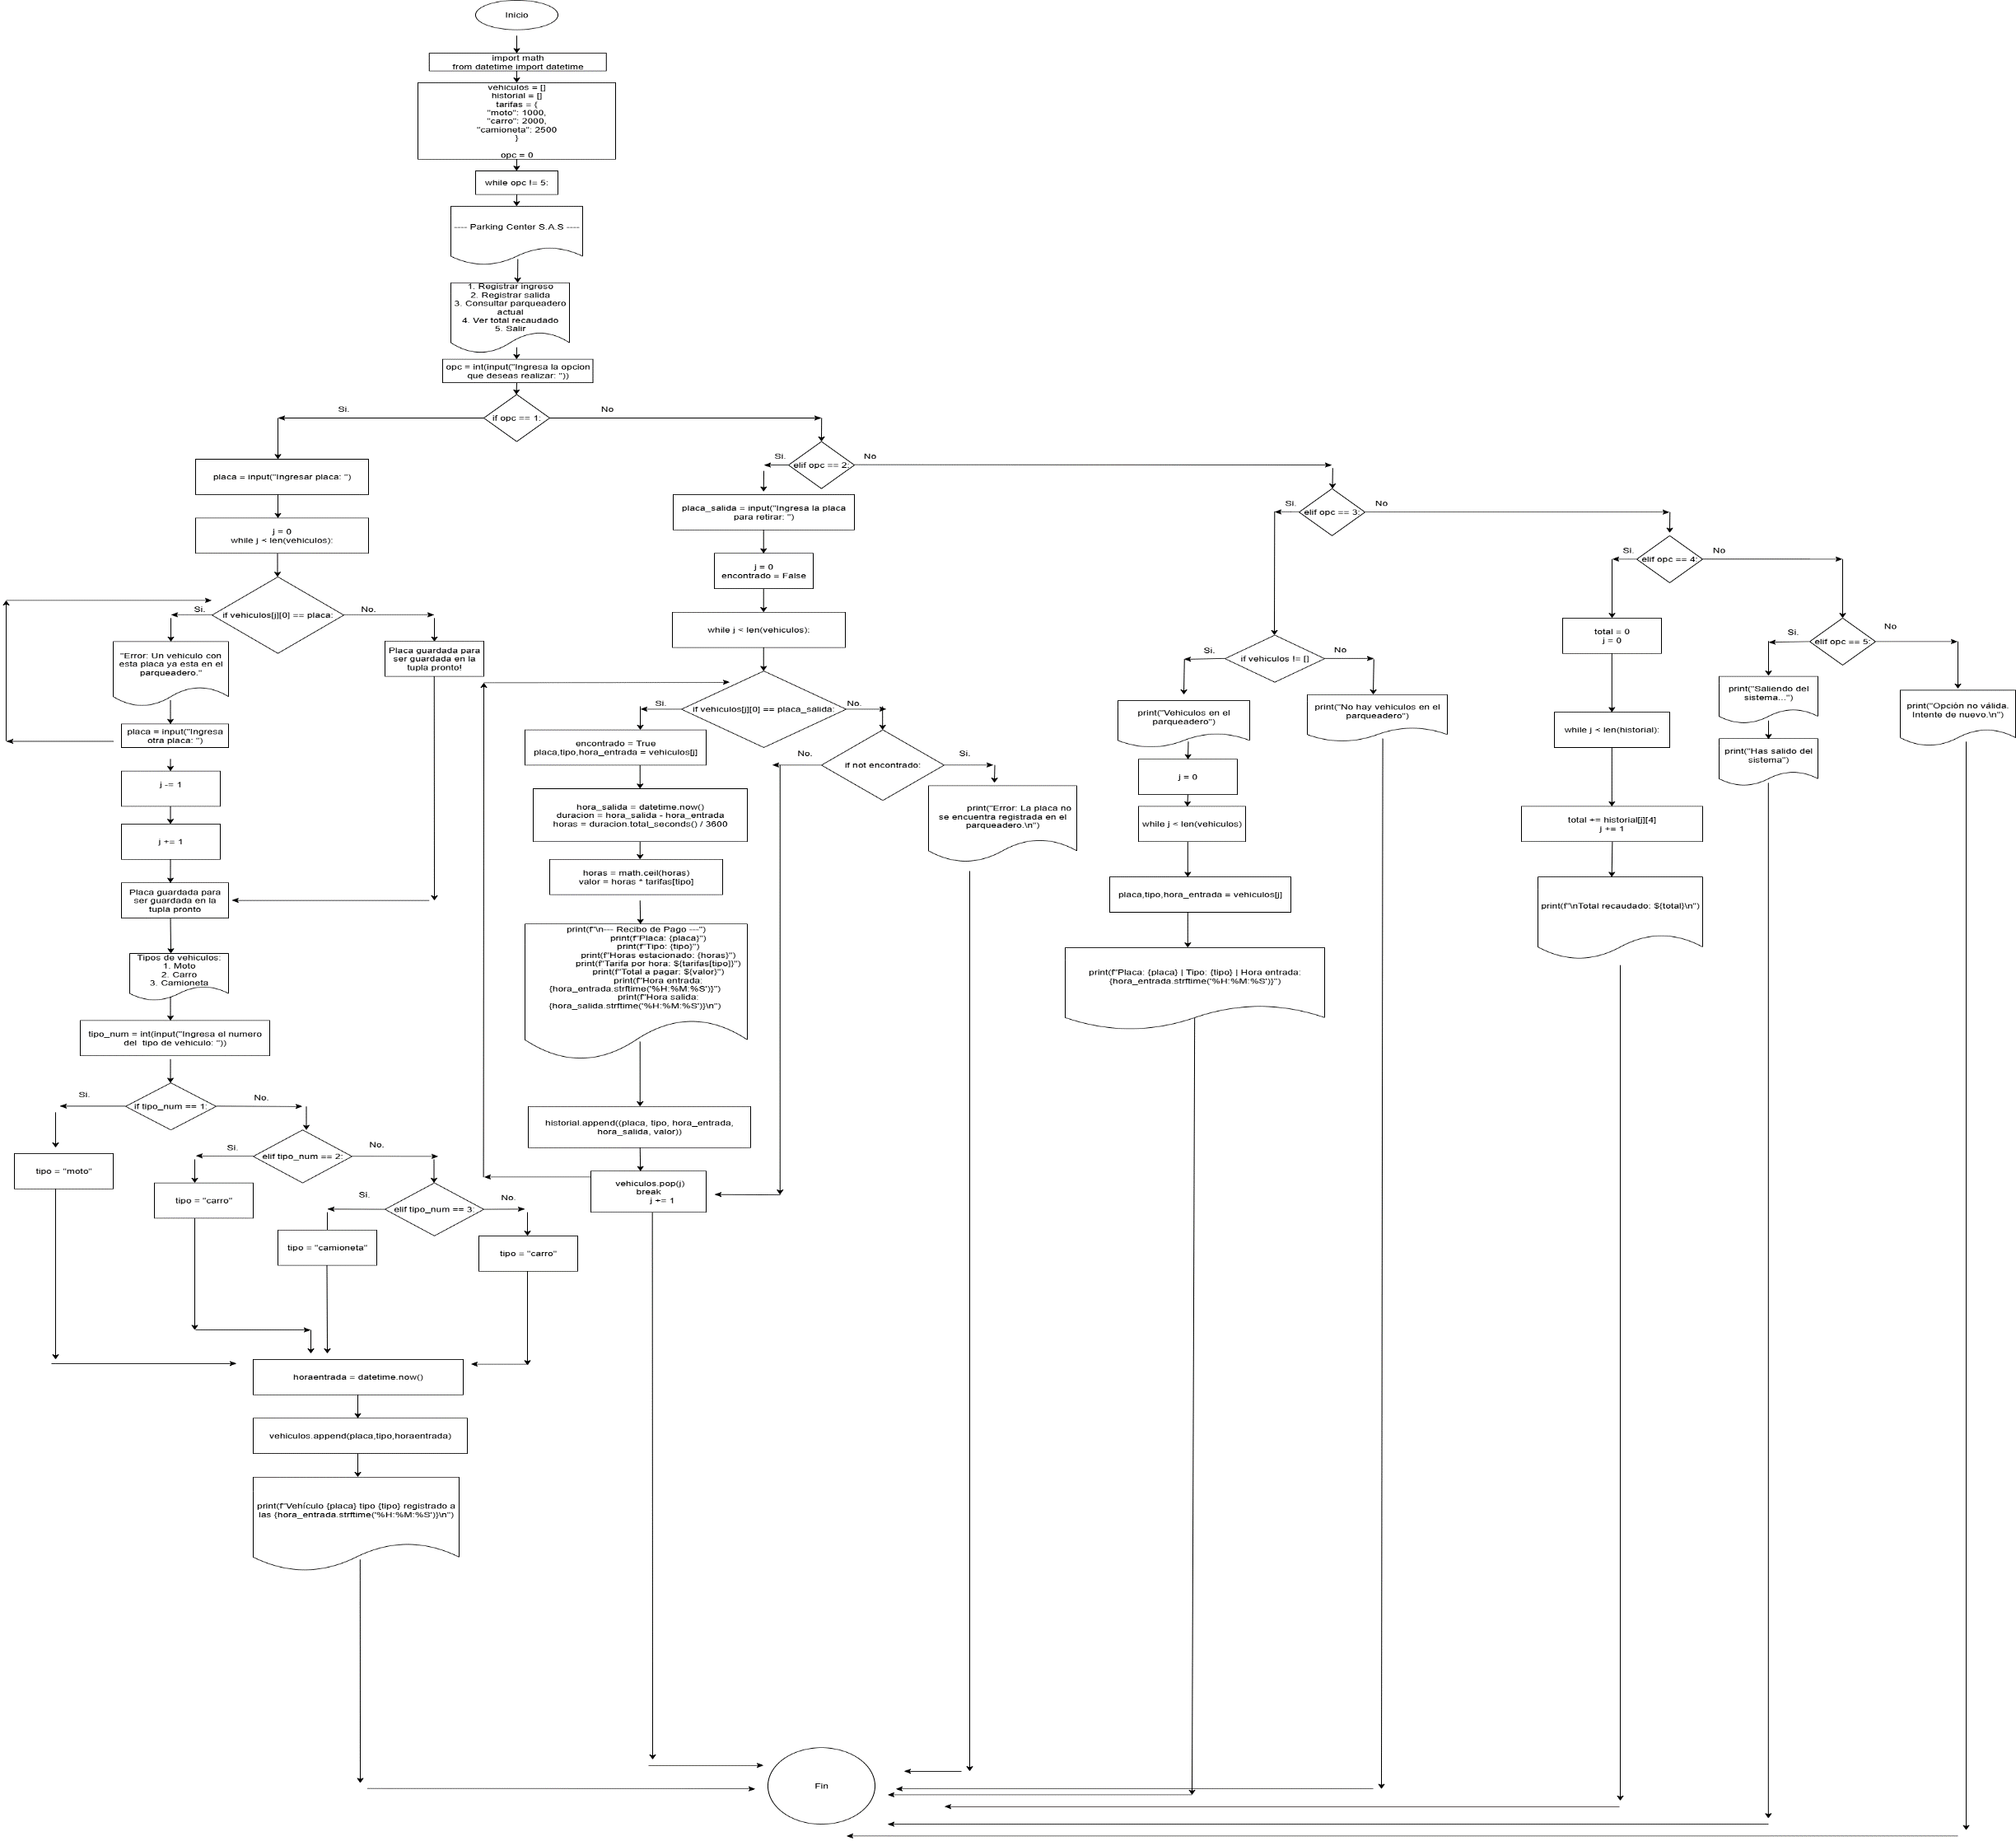 Inicio
import math
from datetime import datetime
vehiculos = []
historial = []
tarifas = {
"moto": 1000,
"carro": 2000,
"camioneta": 2500
}
opc = 0
while opc != 5:
---- Parking Center S.A.S ----
1. Registrar ingreso
2. Registrar salida
3. Consultar parqueadero
actual
4. Ver total recaudado
5. Salir
opc = int(input("Ingresa la opcion
que deseas realizar: "))
if opc == 1:
Si.
No
placa = input("Ingresar placa: ")
j = 0
while j < len(vehiculos):
if vehiculos[j][0] == placa:
Si.
No.
"Error: Un vehiculo con
esta placa ya esta en el
parqueadero."
Placa guardada para
ser guardada en la
tupla pronto!
placa = input("Ingresa
otra placa: ")
j -= 1
j += 1
Placa guardada para
ser guardada en la
tupla pronto
Tipos de vehiculos:
1. Moto
2. Carro
3. Camioneta
tipo_num = int(input("Ingresa el numero
del  tipo de vehiculo: "))
if tipo_num == 1:
Si.
No.
tipo = "moto"
elif tipo_num == 2:
Si.
No.
tipo = "carro"
elif tipo_num == 3:
Si.
No.
tipo = "camioneta"
tipo = "carro"
horaentrada = datetime.now()
vehiculos.append(placa,tipo,horaentrada)
print(f"Vehículo {placa} tipo {tipo} registrado a
las {hora_entrada.strftime('%H:%M:%S')}\n")
elif opc == 2:
Si.
No
placa_salida = input("Ingresa la placa
para retirar: ")
j = 0
encontrado = False
while j < len(vehiculos):
if vehiculos[j][0] == placa_salida:
Si.
No.
encontrado = True
placa,tipo,hora_entrada = vehiculos[j]
hora_salida = datetime.now()
duracion = hora_salida - hora_entrada
horas = duracion.total_seconds() / 3600
horas = math.ceil(horas)
valor = horas * tarifas[tipo]
print(f"\n--- Recibo de Pago ---")
print(f"Placa: {placa}")
print(f"Tipo: {tipo}")
print(f"Horas estacionado: {horas}")
print(f"Tarifa por hora: ${tarifas[tipo]}")
print(f"Total a pagar: ${valor}")
print(f"Hora entrada:
{hora_entrada.strftime('%H:%M:%S')}")
print(f"Hora salida:
{hora_salida.strftime('%H:%M:%S')}\n")
historial.append((placa, tipo, hora_entrada,
hora_salida, valor))
vehiculos.pop(j)
break
j += 1
if not encontrado:
No.
Si.
print("Error: La placa no
se encuentra registrada en el
parqueadero.\n")
elif opc == 3:
Si.
No
if vehiculos != []
Si.
No
print("Vehiculos en el
parqueadero")
print("No hay vehiculos en el
parqueadero")
j = 0
while j < len(vehiculos)
placa,tipo,hora_entrada = vehiculos[j]
print(f"Placa: {placa} | Tipo: {tipo} | Hora entrada:
{hora_entrada.strftime('%H:%M:%S')}")
elif opc == 4:
Si.
No
total = 0
j = 0
while j < len(historial):
total += historial[j][4]
j += 1
print(f"\nTotal recaudado: ${total}\n")
elif opc == 5:
Si.
No
print("Saliendo del
sistema...")
print("Has salido del
sistema")
print("Opción no válida.
Intente de nuevo.\n")
Fin